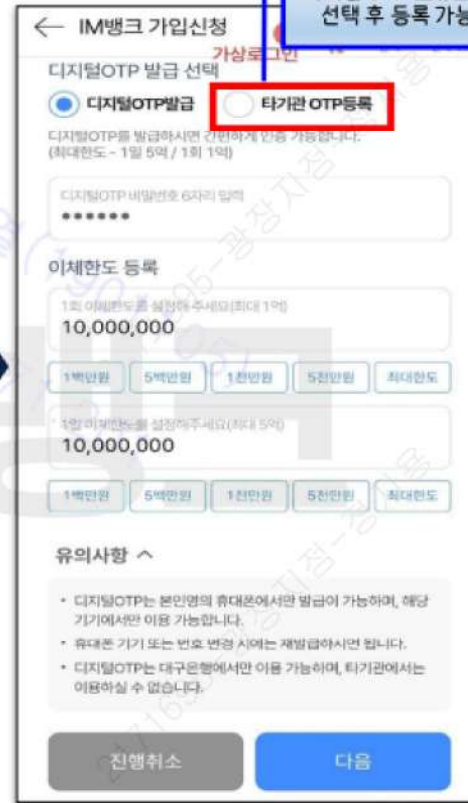 선택 후 등록 가능
← IM뱅크 가입신청
가상로그인
디지털OTP 발급 선택
디지털OTP발급 타기관 OTP등록
디지털OTP를 발급하시면 간편하게 인증 가능합니다.
(최대한도 - 1일 5억 / 1회 1억)
디지털OTP 비밀번호 6자리 입력
••••••
이체한도 등록
1회 이체한도를 설정해주세요(최대 1억)
10,000,000
1백만원 5백만원 1천만원 5천만원 최대한도
1일 이체한도를 설정해주세요(최대 5억)
10,000,000
1백만원 5백만원 1천만원 5천만원 최대한도
유의사항
• 디지털OTP는 본인명의 휴대폰에서만 발급이 가능하며, 해당
기기에서만 이용 가능합니다.
• 휴대폰 기기 또는 번호 변경 시에는 재발급하시면 됩니다.
• 디지털OTP는 대구은행에서만 이용 가능하며, 타기관에서는
이용하실 수 없습니다.
진행취소 다음